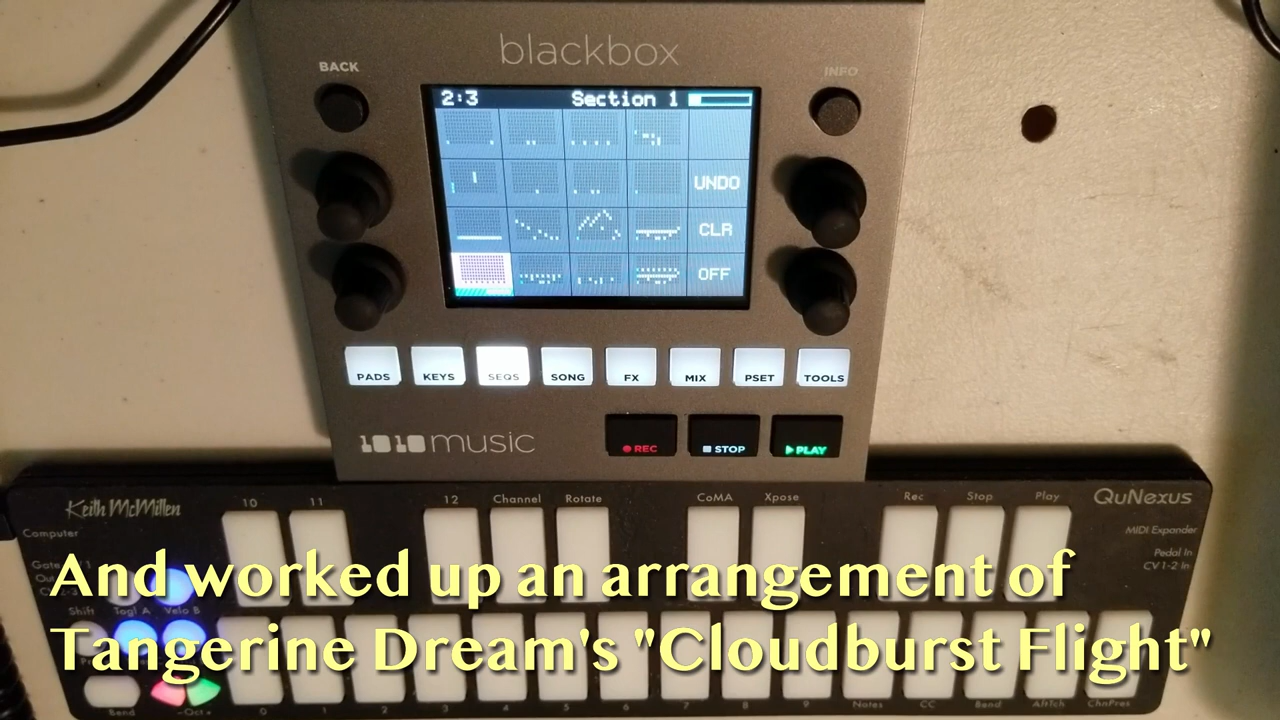 blackbox
BACK
INFO
2:3 Section 1
UNDO
CLR
OFF
PADS KEYS SEQS SONG FX MIX PSET TOOLS
1010music
REC STOP PLAY
Keith McMillen
10 11 12 Channel Rotate CoMA Xpose Rec Stop Play
QuNexus
Computer
MIDI Expander
Pedal In
CV1-2 In
And worked up an arrangement of
Shift Togl A Velo B
Tangerine Dream's "Cloudburst Flight"
Bend -Oct+ 0 1 2 3 4 5 6 7 8 9 Notes CC Bend AftTch ChnPres